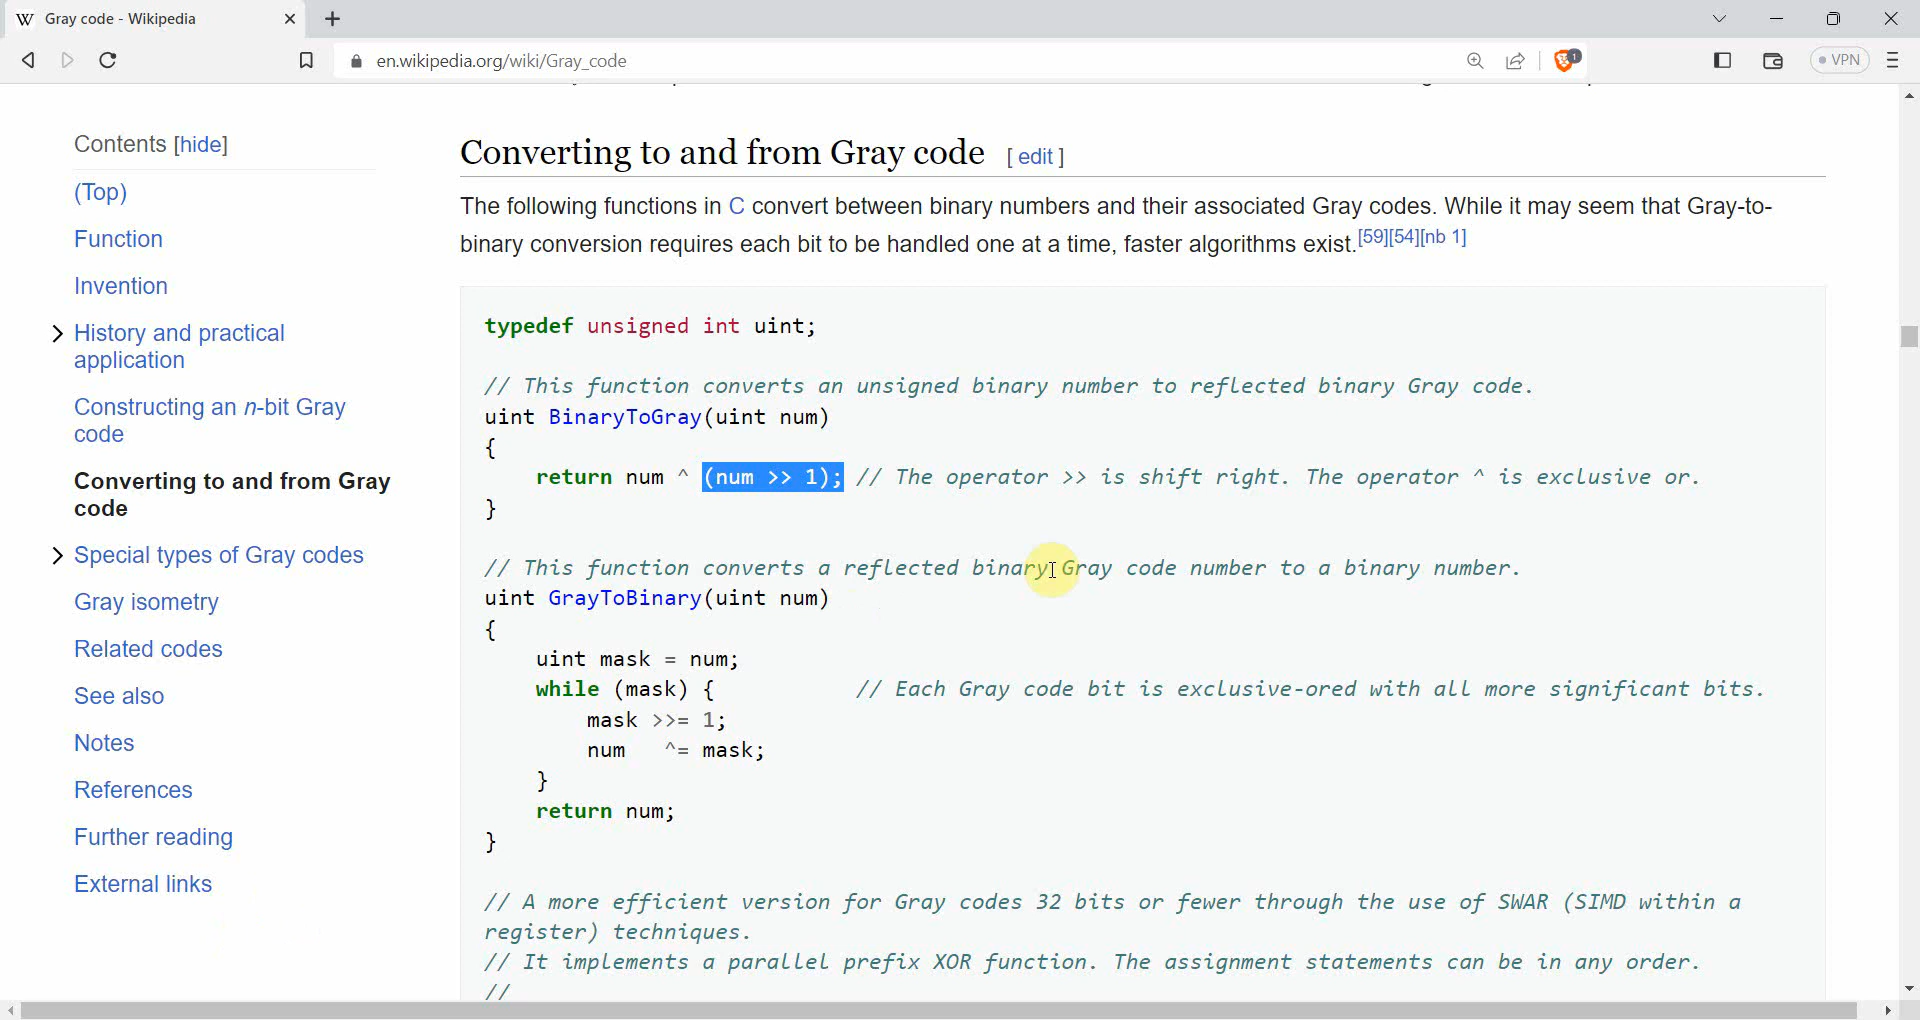 Gray code - Wikipedia
en.wikipedia.org/wiki/Gray_code
1
VPN
Contents [hide]
(Top)
Function
Invention
History and practical
application
Constructing an n-bit Gray
code
Converting to and from Gray
code
Special types of Gray codes
Gray isometry
Related codes
See also
Notes
References
Further reading
External links
Converting to and from Gray code [ edit ]
The following functions in C convert between binary numbers and their associated Gray codes. While it may seem that Gray-to-
binary conversion requires each bit to be handled one at a time, faster algorithms exist.[59][54][nb 1]
typedef unsigned int uint;
// This function converts an unsigned binary number to reflected binary Gray code.
uint BinaryToGray(uint num)
{
    return num ^ (num >> 1); // The operator >> is shift right. The operator ^ is exclusive or.
}
// This function converts a reflected binary Gray code number to a binary number.
uint GrayToBinary(uint num)
{
    uint mask = num;
    while (mask) {           // Each Gray code bit is exclusive-ored with all more significant bits.
        mask >>= 1;
        num   ^= mask;
    }
    return num;
}
// A more efficient version for Gray codes 32 bits or fewer through the use of SWAR (SIMD within a
register) techniques.
// It implements a parallel prefix XOR function. The assignment statements can be in any order.
//